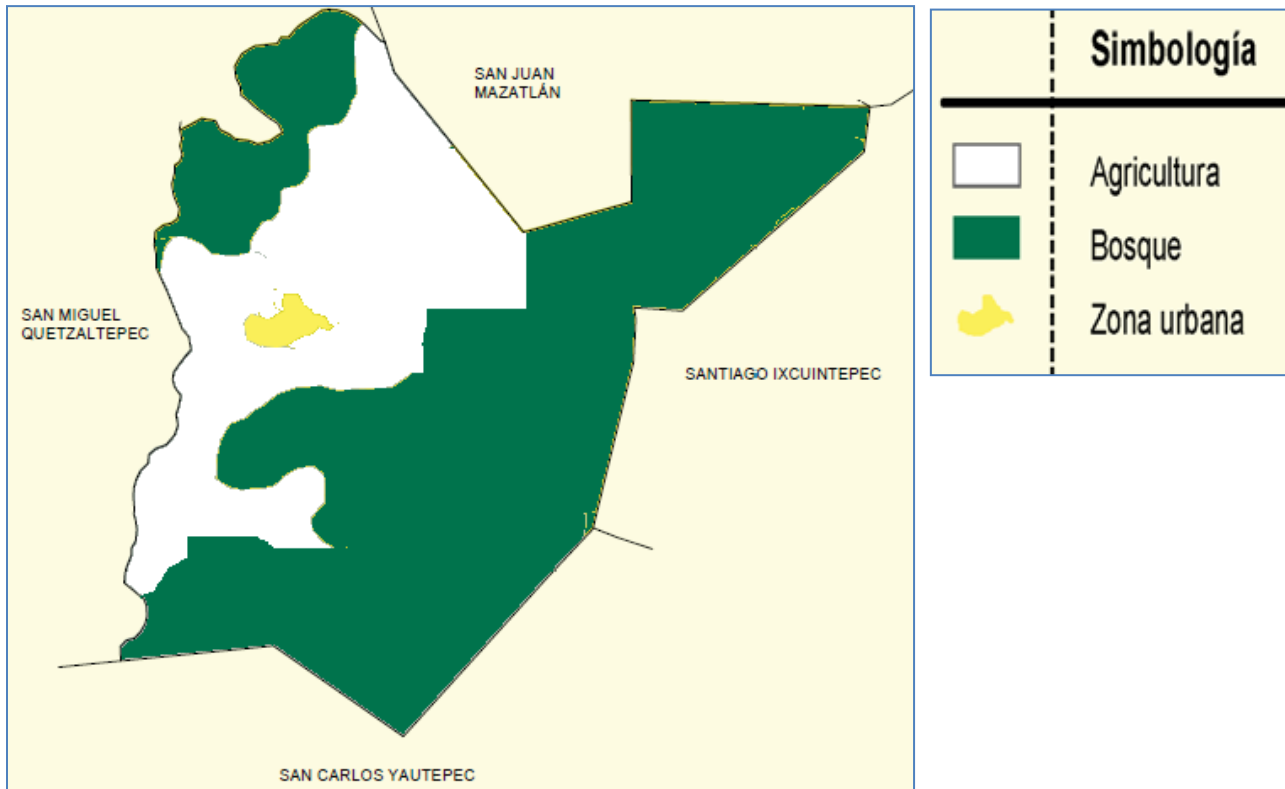 SAN JUAN
MAZATLÁN
SAN MIGUEL
QUETZALTEPEC
SANTIAGO IXCUINTEPEC
SAN CARLOS YAUTEPEC
Simbología
Agricultura
Bosque
Zona urbana